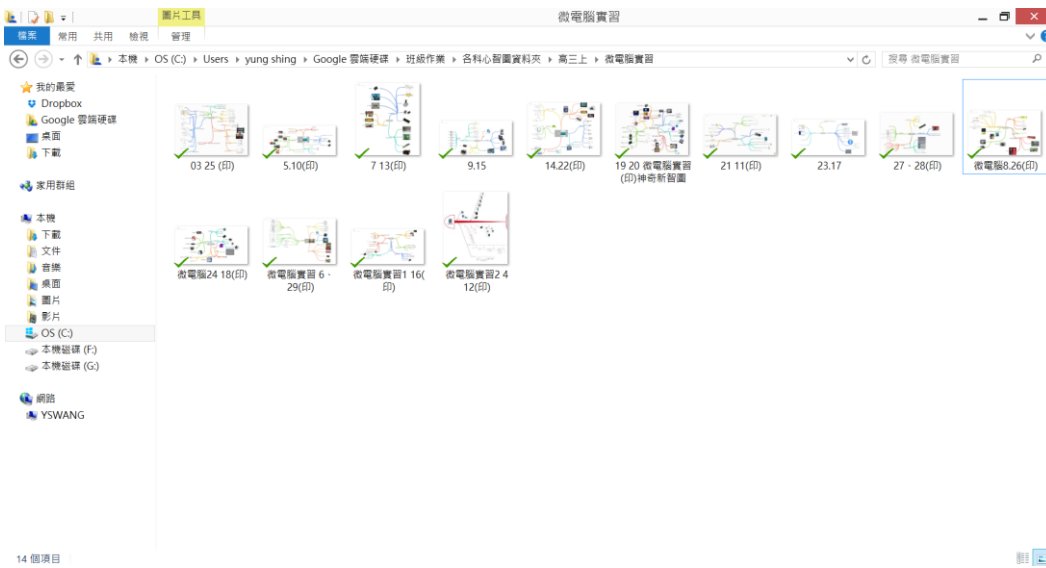 圖片工具
微電腦實習
檔案 常用 共用 檢視 管理
本機 OS (C:) Users yung shing Google 雲端硬碟 班級作業 各科心智圖資料夾 高三上 微電腦實習
搜尋 微電腦實習
我的最愛
Dropbox
Google 雲端硬碟
桌面
下載
家用群組
本機
下載
文件
音樂
桌面
圖片
影片
OS (C:)
本機磁碟 (F:)
本機磁碟 (G:)
網路
YSWANG
03 25 (印)
5.10(印)
7 13(印)
9.15
14.22(印)
19 20 微電腦實習
(印)神奇新智圖
21 11(印)
23.17
27、28(印)
微電腦8.26(印)
微電腦24 18(印)
微電腦實習 6、
29(印)
微電腦實習1 16(
印)
微電腦實習2 4
12(印)
14 個項目